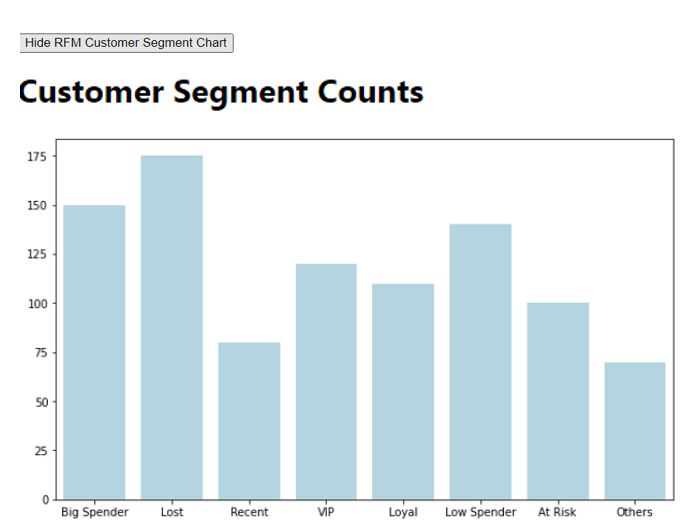 Hide RFM Customer Segment Chart
Customer Segment Counts
175
150
125
100
75
50
25
0
Big Spender Lost Recent VIP Loyal Low Spender At Risk Others